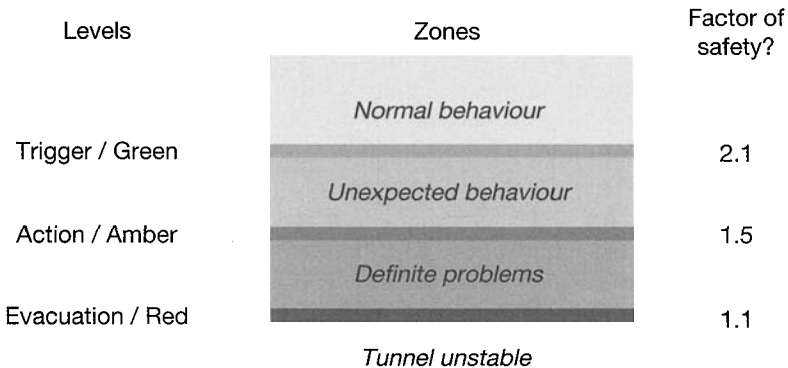 Levels
Zones
Factor of
safety?
Normal behaviour
Trigger / Green
2.1
Unexpected behaviour
Action / Amber
1.5
Definite problems
Evacuation / Red
1.1
Tunnel unstable